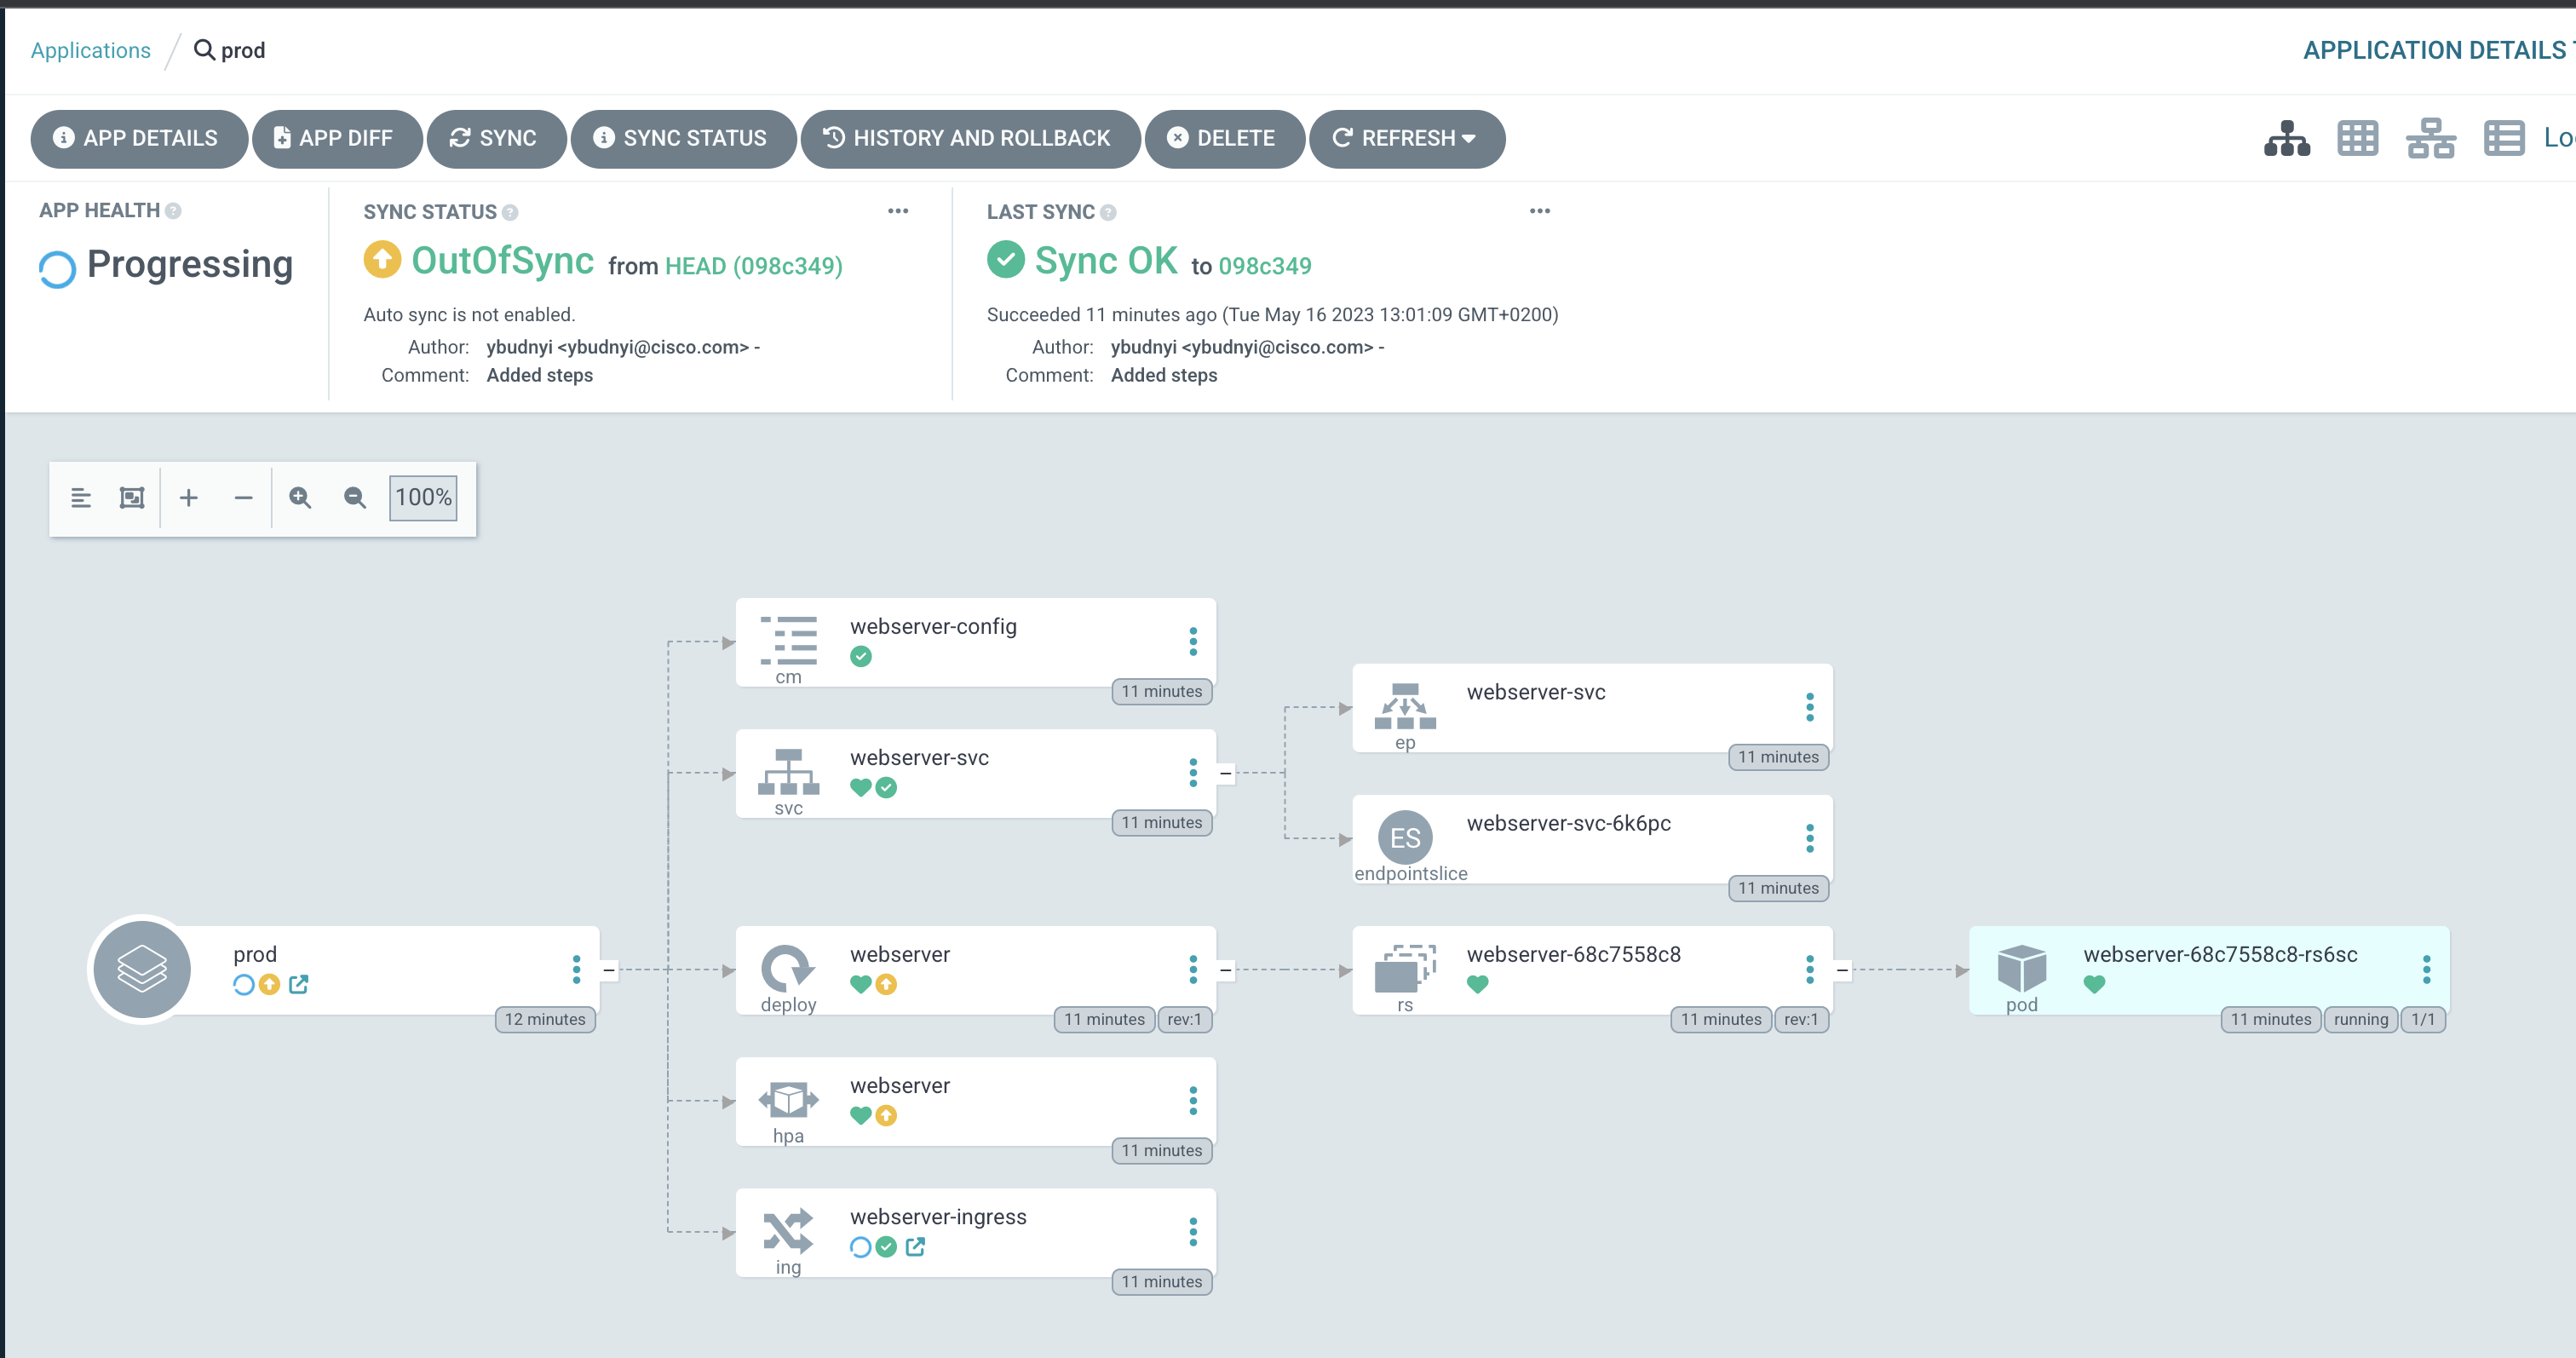 Applications / prod
APPLICATION DETAILS
APP DETAILS
APP DIFF
SYNC
SYNC STATUS
HISTORY AND ROLLBACK
DELETE
REFRESH
APP HEALTH
Progressing
SYNC STATUS
OutOfSync from HEAD (098c349)
Auto sync is not enabled.
Author: ybudnyi <ybudnyi@cisco.com> -
Comment: Added steps
LAST SYNC
Sync OK to 098c349
Succeeded 11 minutes ago (Tue May 16 2023 13:01:09 GMT+0200)
Author: ybudnyi <ybudnyi@cisco.com> -
Comment: Added steps
100%
prod
12 minutes
webserver-config
cm
11 minutes
webserver-svc
svc
11 minutes
webserver
deploy
11 minutes
rev:1
webserver
hpa
11 minutes
webserver-ingress
ing
11 minutes
webserver-svc
ep
11 minutes
ES
webserver-svc-6k6pc
endpointslice
11 minutes
webserver-68c7558c8
rs
11 minutes
rev:1
webserver-68c7558c8-rs6sc
pod
11 minutes
running
1/1